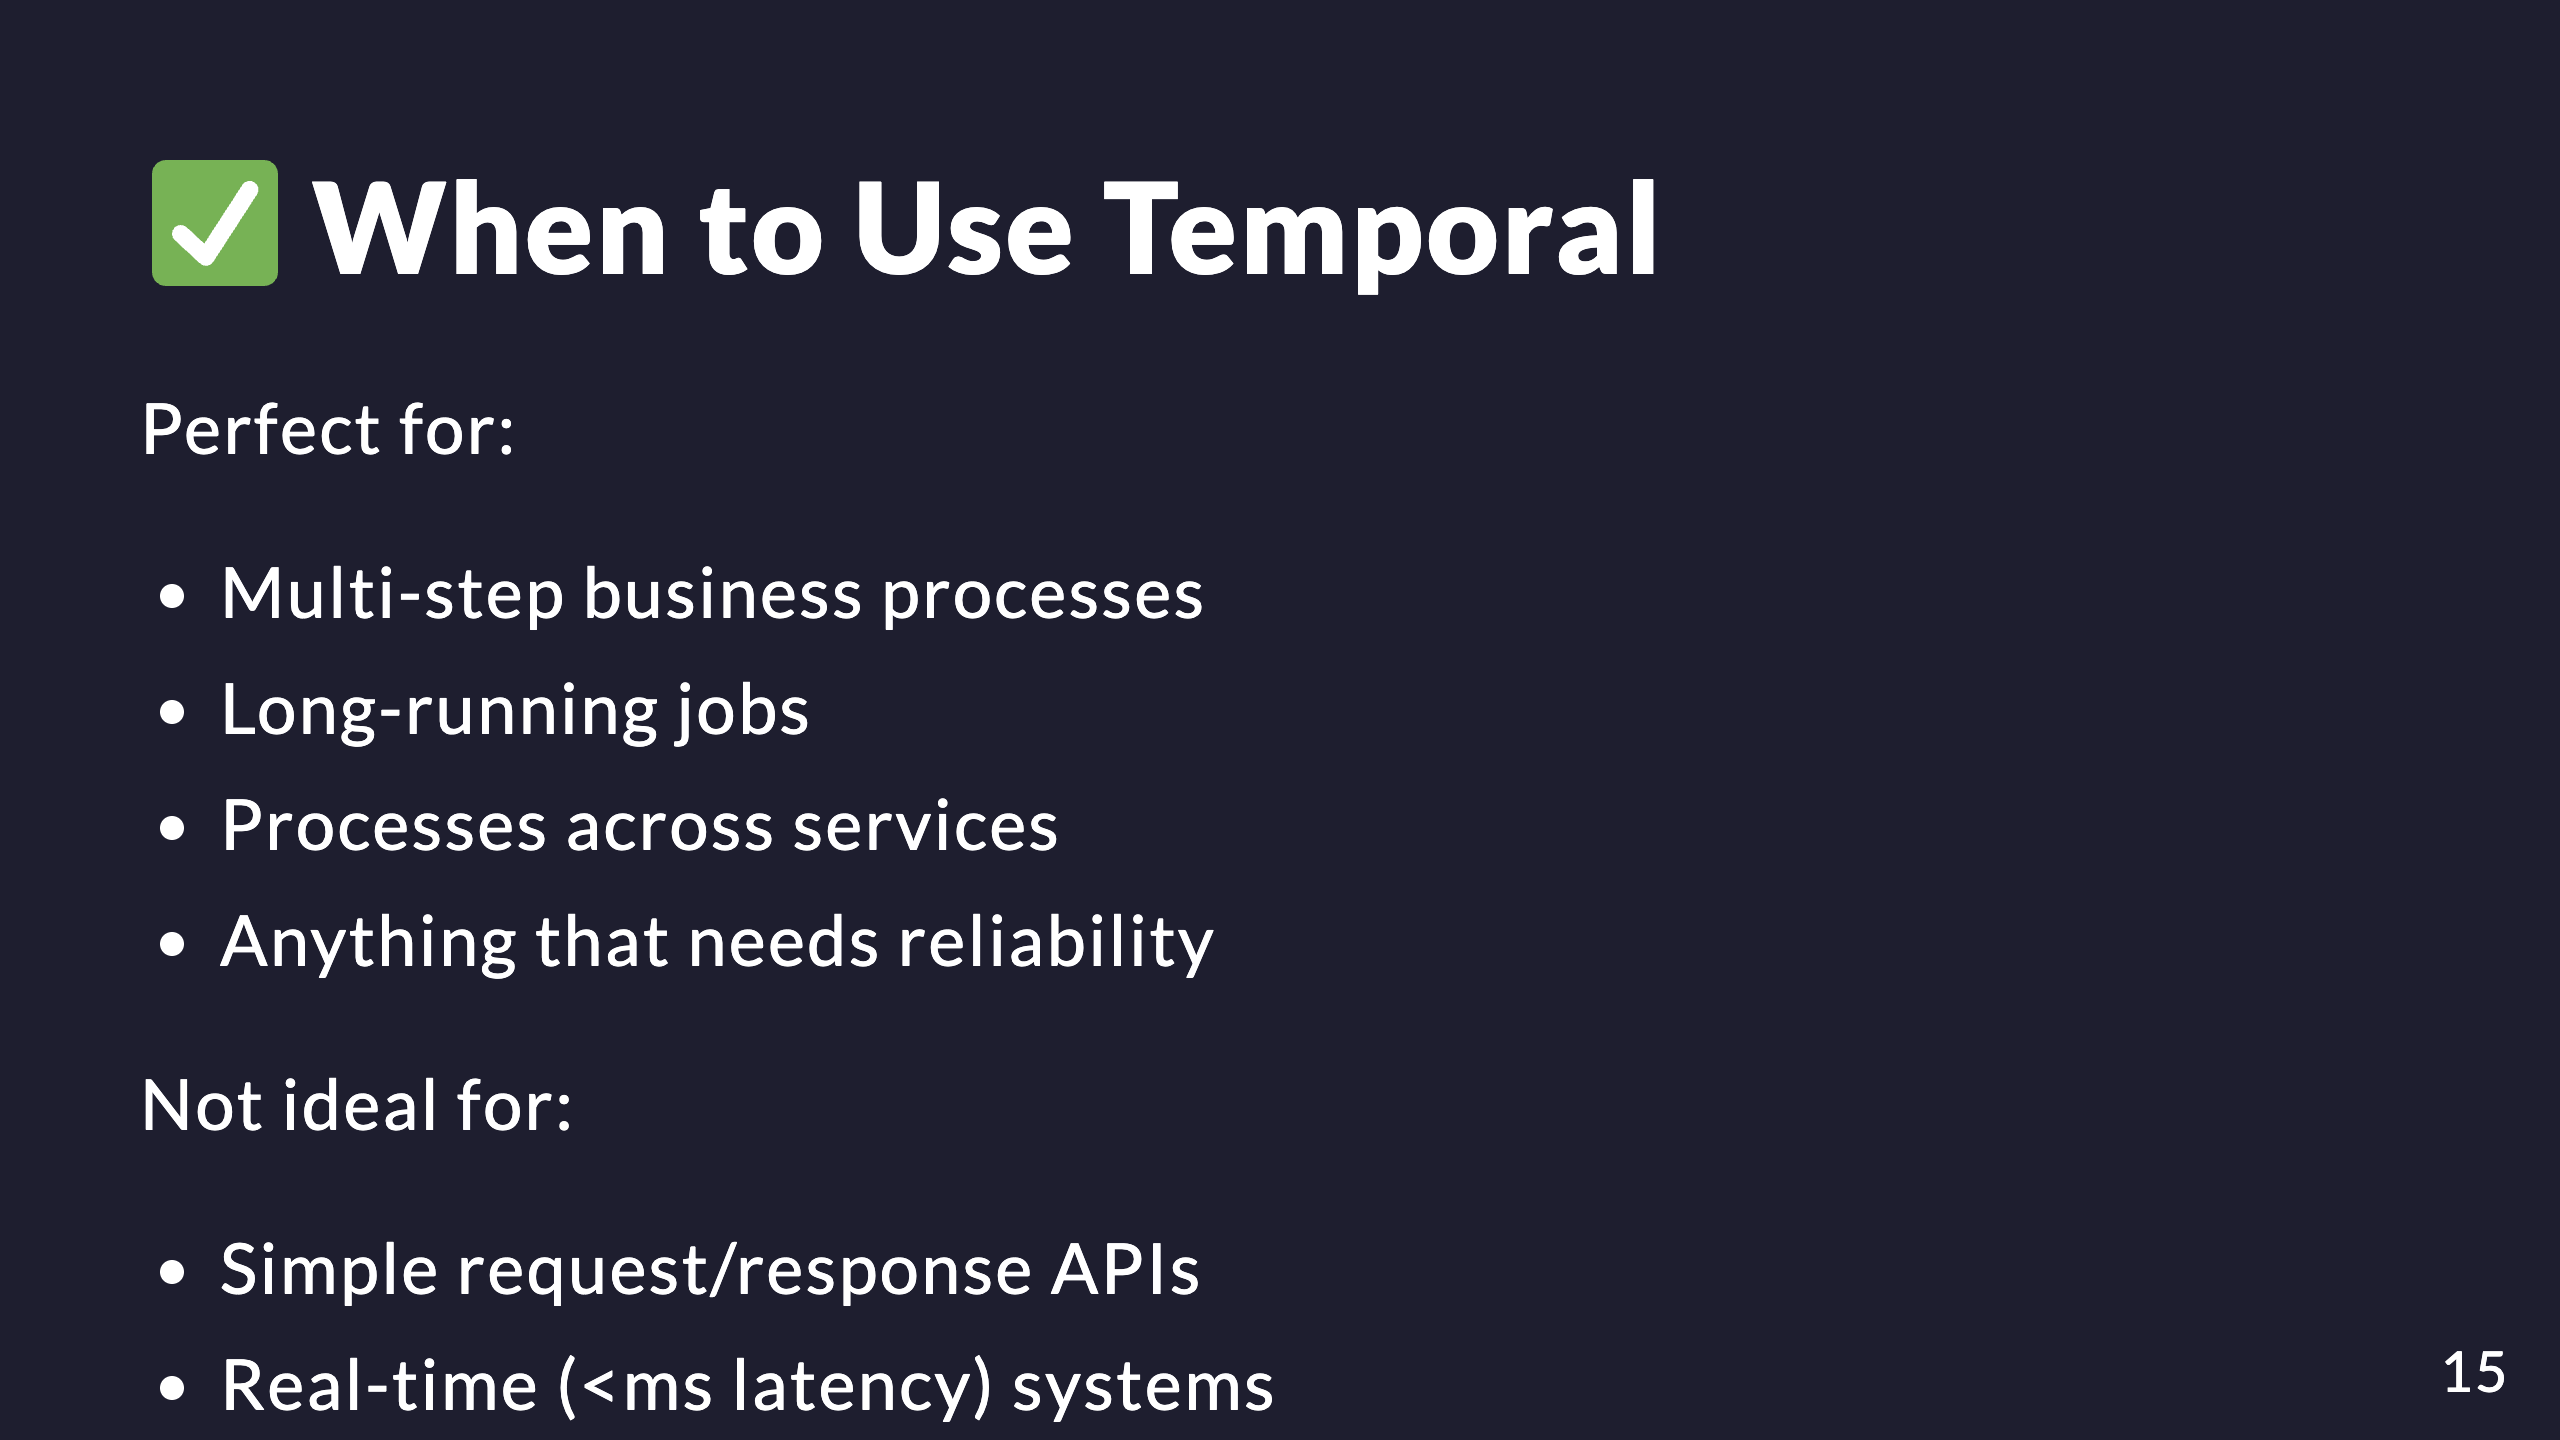 ✅ When to Use Temporal
Perfect for:
• Multi-step business processes
• Long-running jobs
• Processes across services
• Anything that needs reliability
Not ideal for:
• Simple request/response APIs
• Real-time (<ms latency) systems
15